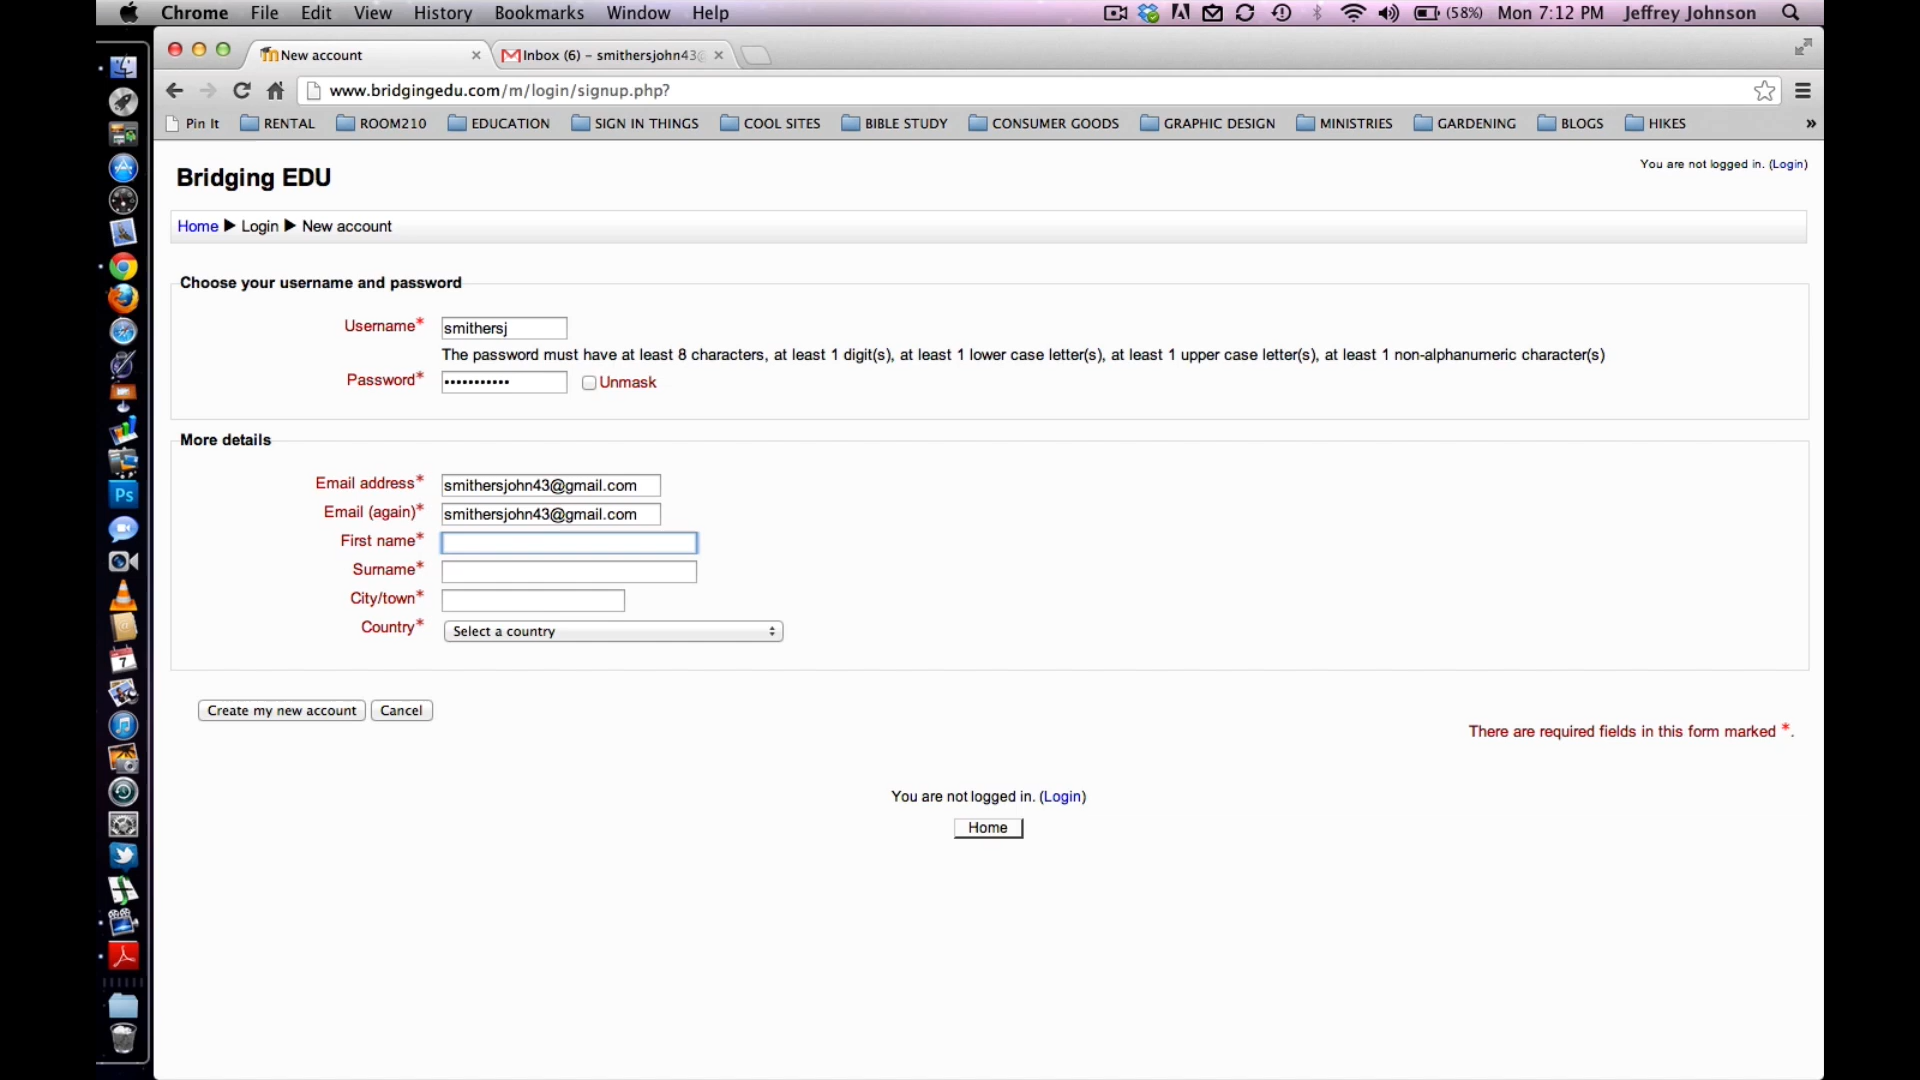 Chrome File Edit View History Bookmarks Window Help (58%) Mon 7:12 PM Jeffrey Johnson
New account Inbox (6) – smithersjohn43@
www.bridgingedu.com/m/login/signup.php?
Pin It RENTAL ROOM210 EDUCATION SIGN IN THINGS COOL SITES BIBLE STUDY CONSUMER GOODS GRAPHIC DESIGN MINISTRIES GARDENING BLOGS HIKES »
You are not logged in. (Login)
Bridging EDU
Home ► Login ► New account
Choose your username and password
Username* smithersj
The password must have at least 8 characters, at least 1 digit(s), at least 1 lower case letter(s), at least 1 upper case letter(s), at least 1 non-alphanumeric character(s)
Password* ••••••••••• Unmask
More details
Email address* smithersjohn43@gmail.com
Email (again)* smithersjohn43@gmail.com
First name*
Surname*
City/town*
Country* Select a country
Create my new account Cancel
There are required fields in this form marked *.
You are not logged in. (Login)
Home
Ps
7